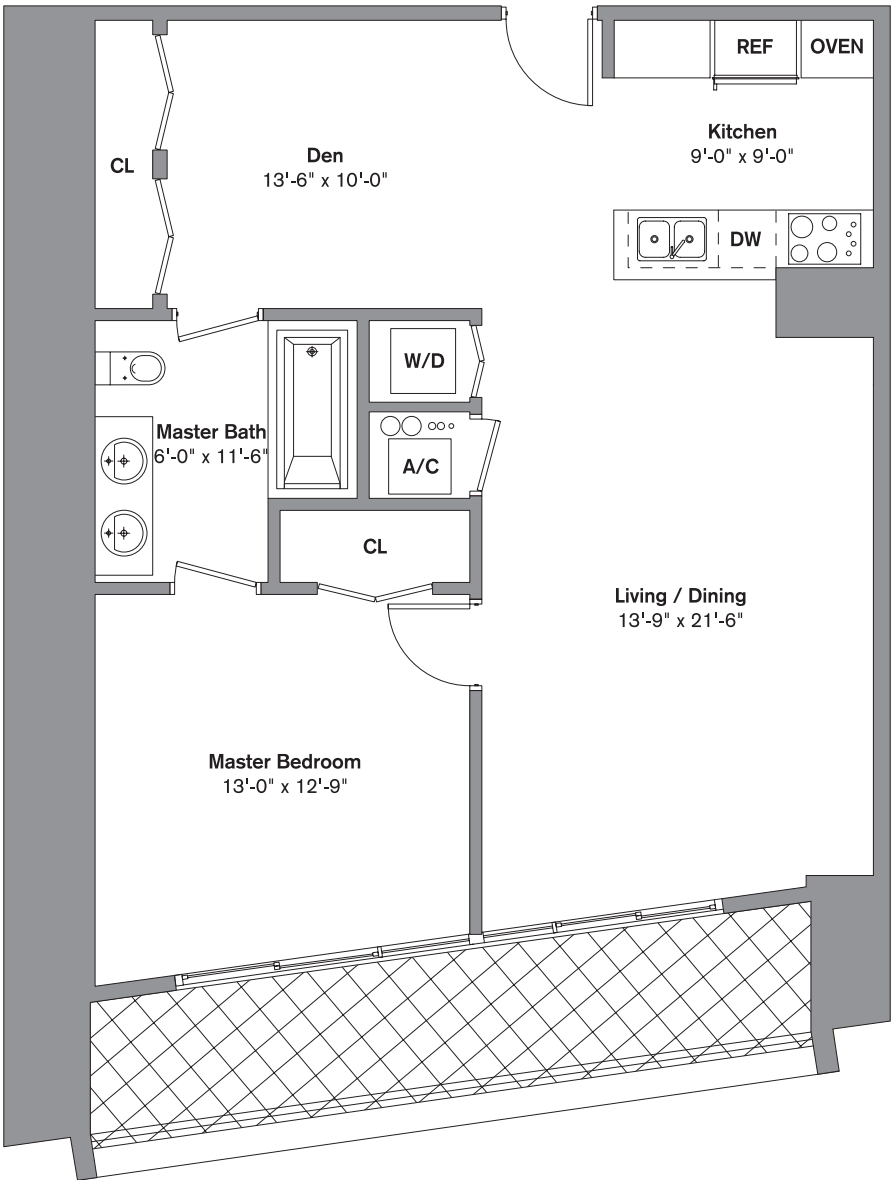 REF
OVEN
Kitchen
9'-0" x 9'-0"
Den
13'-6" x 10'-0"
CL
DW
W/D
Master Bath
6'-0" x 11'-6"
A/C
CL
Living / Dining
13'-9" x 21'-6"
Master Bedroom
13'-0" x 12'-9"